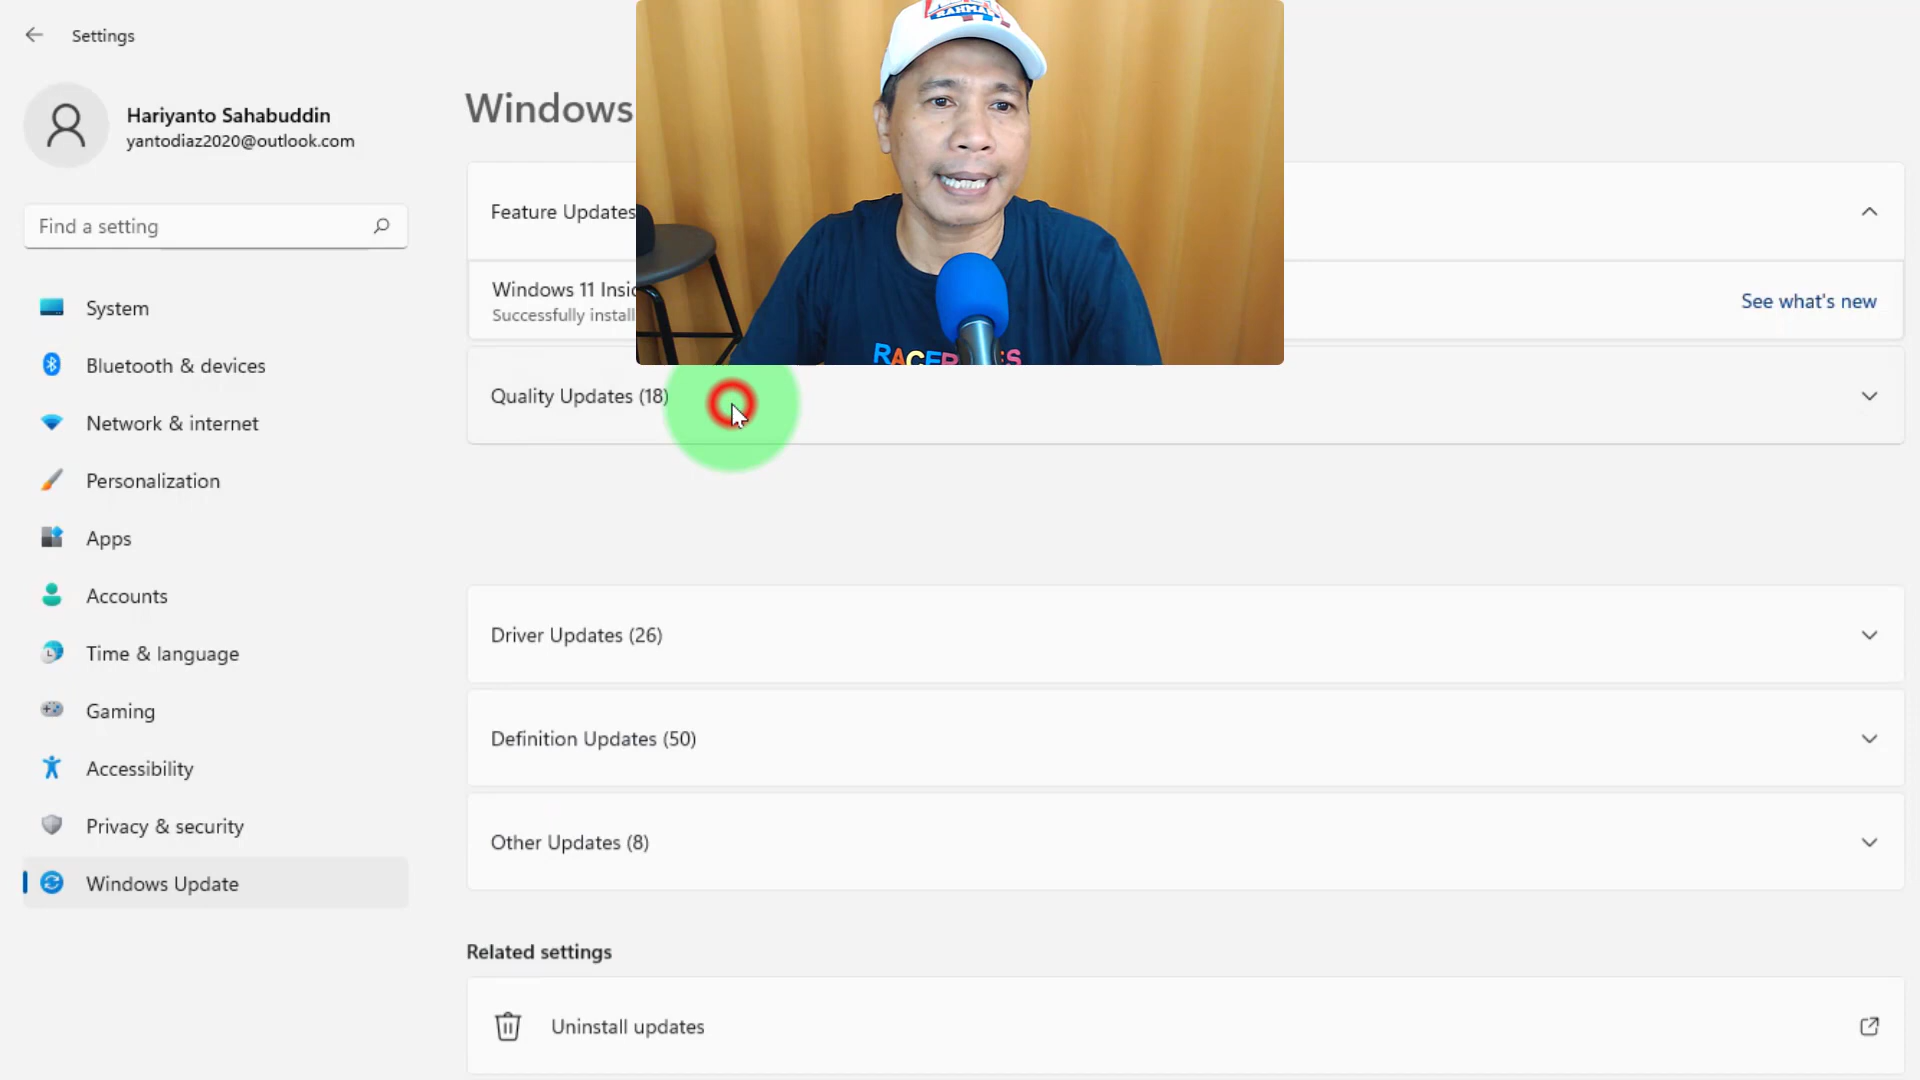 Settings
Hariyanto Sahabuddin
yantodiaz2020@outlook.com
Find a setting
System
Bluetooth & devices
Network & internet
Personalization
Apps
Accounts
Time & language
Gaming
Accessibility
Privacy & security
Windows Update
Windows
Feature Updates
Windows 11 Insi
Successfully install
See what's new
RAHMAN
Quality Updates (18)
Driver Updates (26)
Definition Updates (50)
Other Updates (8)
Related settings
Uninstall updates